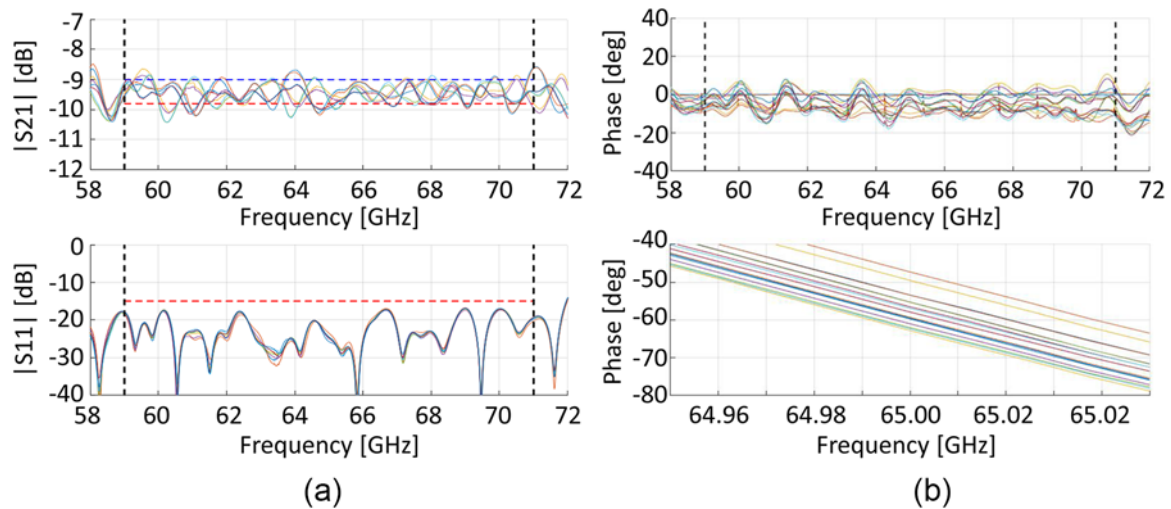 |S21| [dB]
-7
-8
-9
-10
-11
-12
58 60 62 64 66 68 70 72
Frequency [GHz]
|S11| [dB]
0
-10
-20
-30
-40
58 60 62 64 66 68 70 72
Frequency [GHz]
(a)
Phase [deg]
40
20
0
-20
-40
58 60 62 64 66 68 70 72
Frequency [GHz]
Phase [deg]
-40
-50
-60
-70
-80
64.96 64.98 65.00 65.02 65.02
Frequency [GHz]
(b)